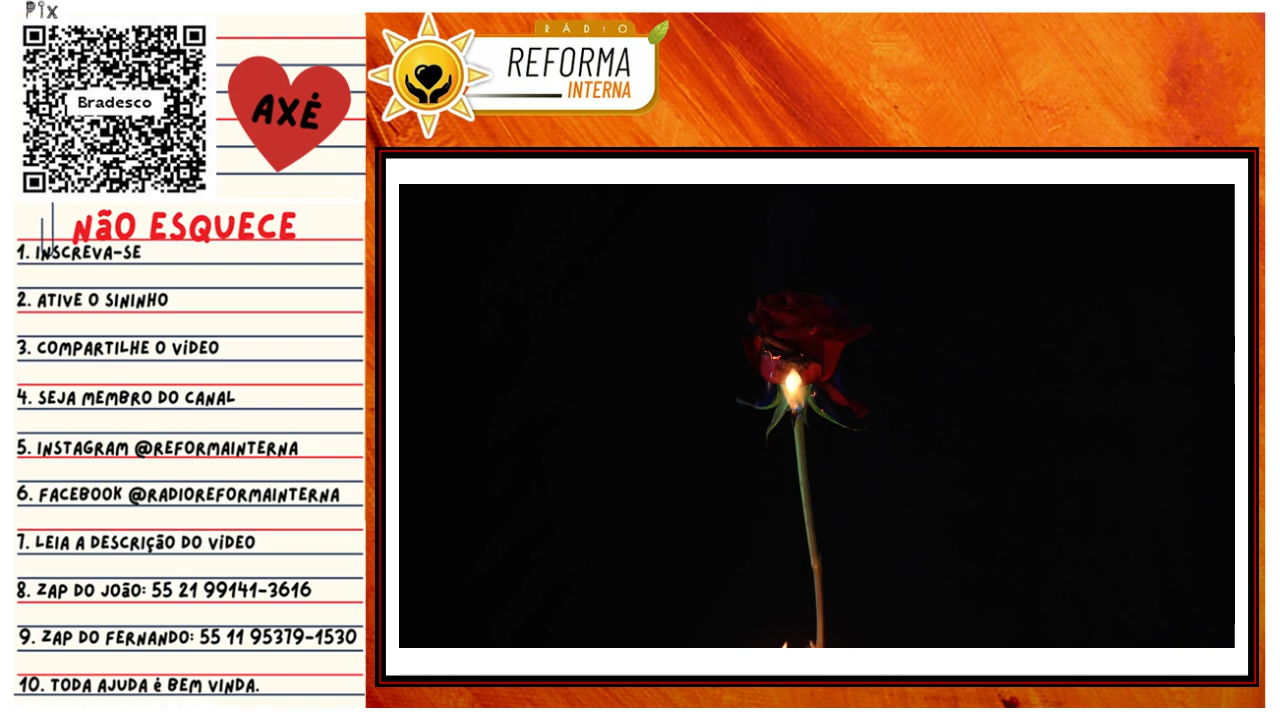 Pix
Bradesco
AXÉ
NÃO ESQUECE
1. INSCREVA-SE
2. ATIVE O SININHO
3. COMPARTILHE O VÍDEO
4. SEJA MEMBRO DO CANAL
5. INSTAGRAM @REFORMAINTERNA
6. FACEBOOK @RADIOREFORMAINTERNA
7. LEIA A DESCRIÇÃO DO VÍDEO
8. ZAP DO JOÃO: 55 21 99141-3616
9. ZAP DO FERNANDO: 55 11 95379-1530
10. TODA AJUDA É BEM VINDA.
RÁDIO
REFORMA
INTERNA